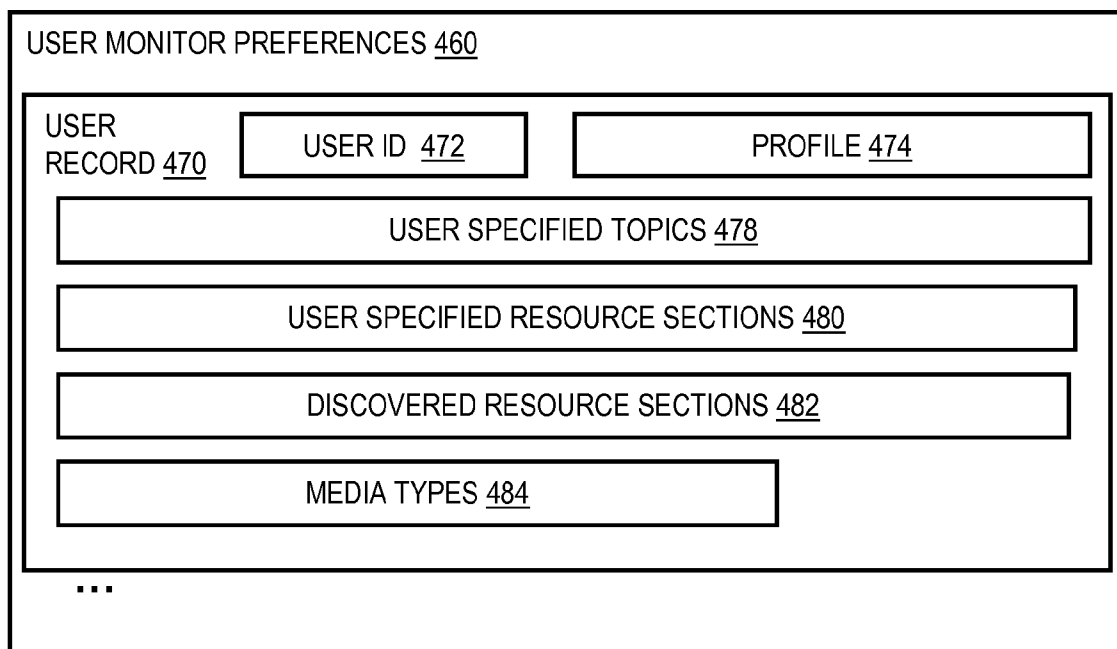 USER MONITOR PREFERENCES 460
USER
RECORD 470
USER ID 472
PROFILE 474
USER SPECIFIED TOPICS 478
USER SPECIFIED RESOURCE SECTIONS 480
DISCOVERED RESOURCE SECTIONS 482
MEDIA TYPES 484
...